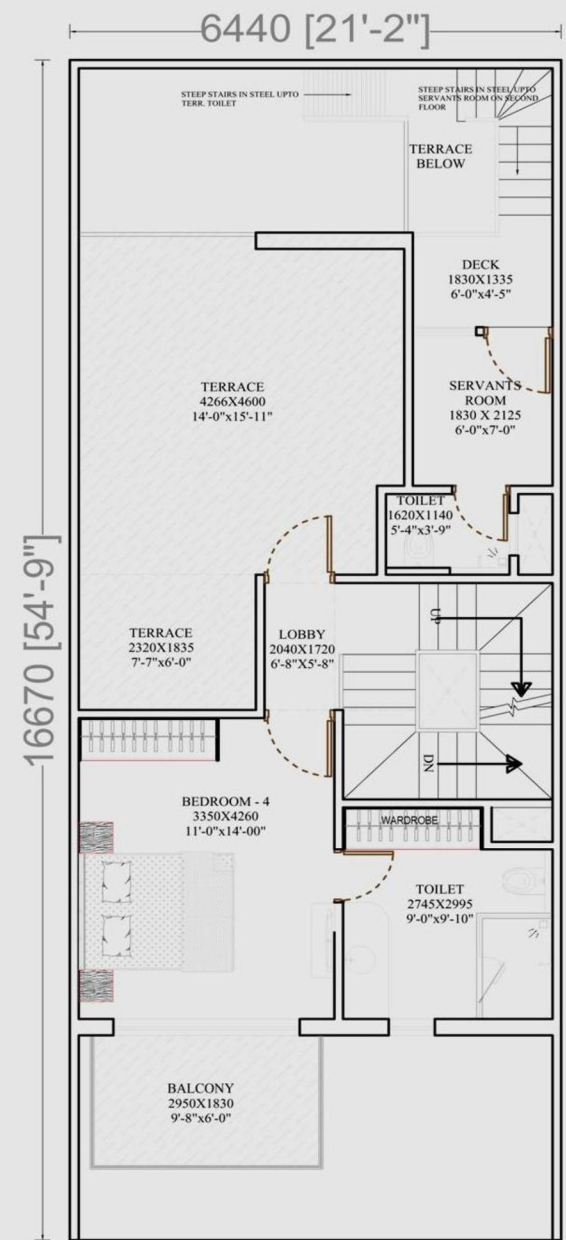 6440 [21'-2"]
STEEP STAIRS IN STEEL UPTO
TERR. TOILET
STEEP STAIRS IN STEEL UPTO
SERVANTS ROOM ON SECOND
FLOOR
TERRACE
BELOW
DECK
1830X1335
6'-0"x4'-5"
TERRACE
4266X4600
14'-0"x15'-11"
SERVANTS
ROOM
1830 X 2125
6'-0"x7'-0"
TOILET
1620X1140
5'-4"x3'-9"
16670 [54'-9"]
TERRACE
2320X1835
7'-7"x6'-0"
LOBBY
2040X1720
6'-8"X5'-8"
UP
DN
BEDROOM - 4
3350X4260
11'-0"x14'-00"
WARDROBE
TOILET
2745X2995
9'-0"x9'-10"
BALCONY
2950X1830
9'-8"x6'-0"